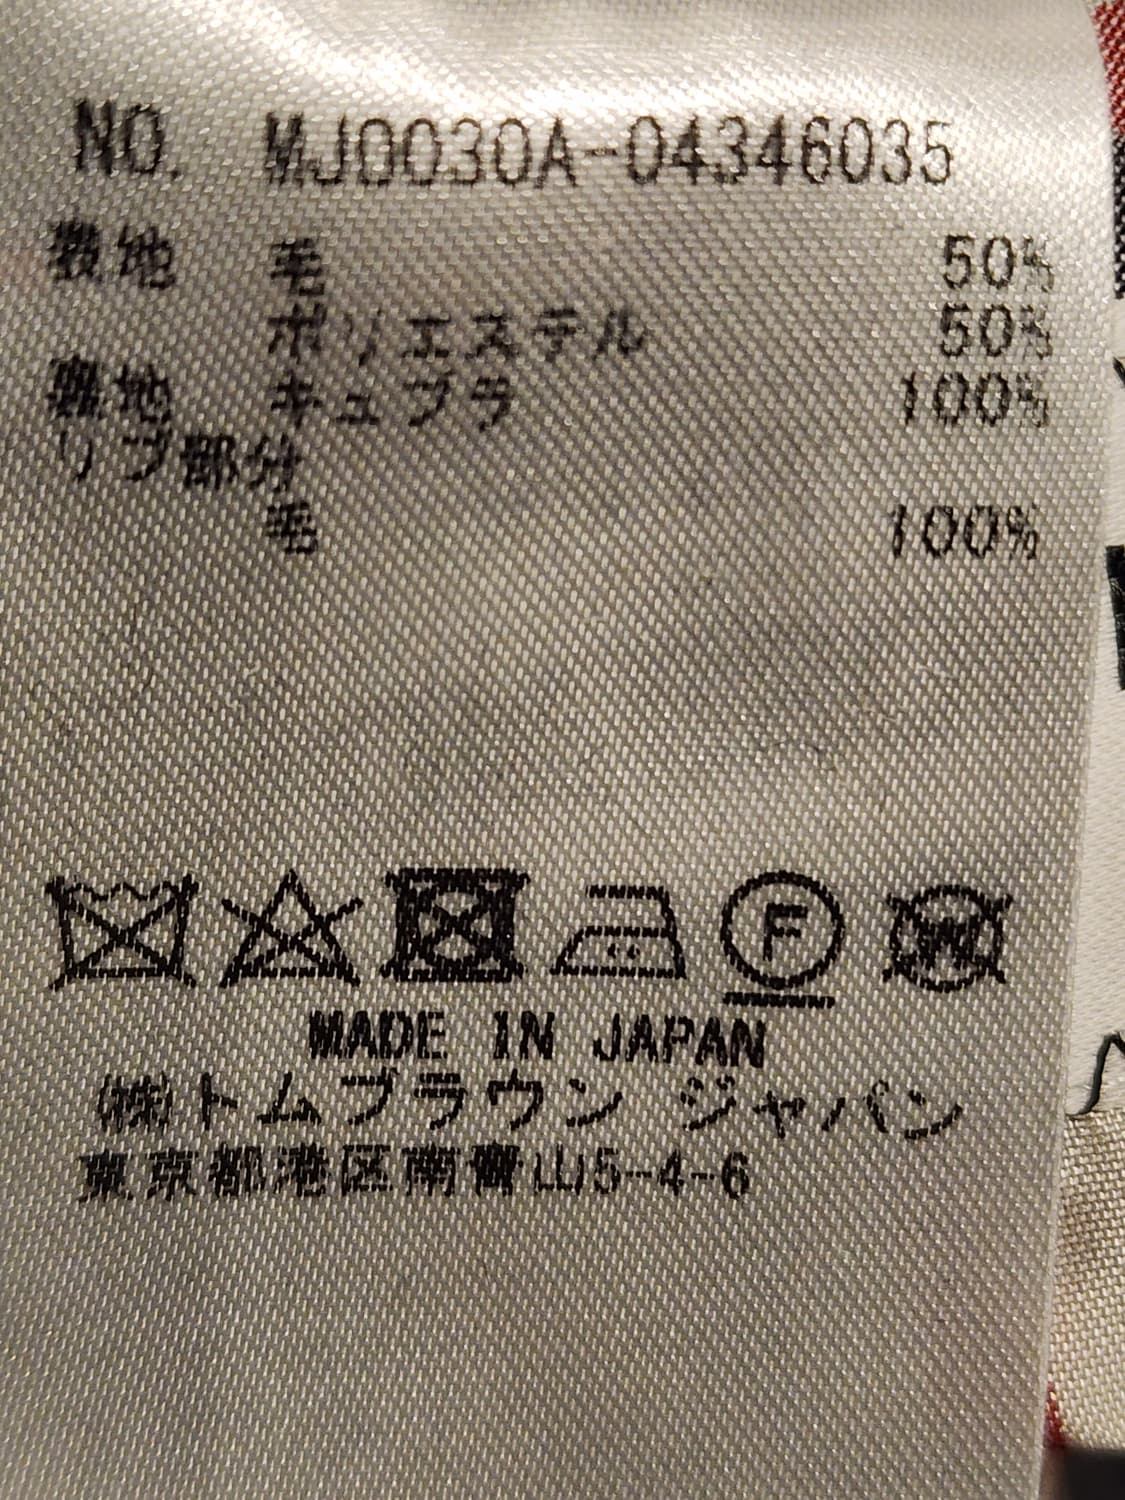 NO. MJ0030A-04346035
表地 毛 50%
ポリエステル 50%
裏地 キュプラ 100%
リブ部分
毛 100%
F W
MADE IN JAPAN
(株)トムブラウン ジャパン
東京都港区南青山5-4-6